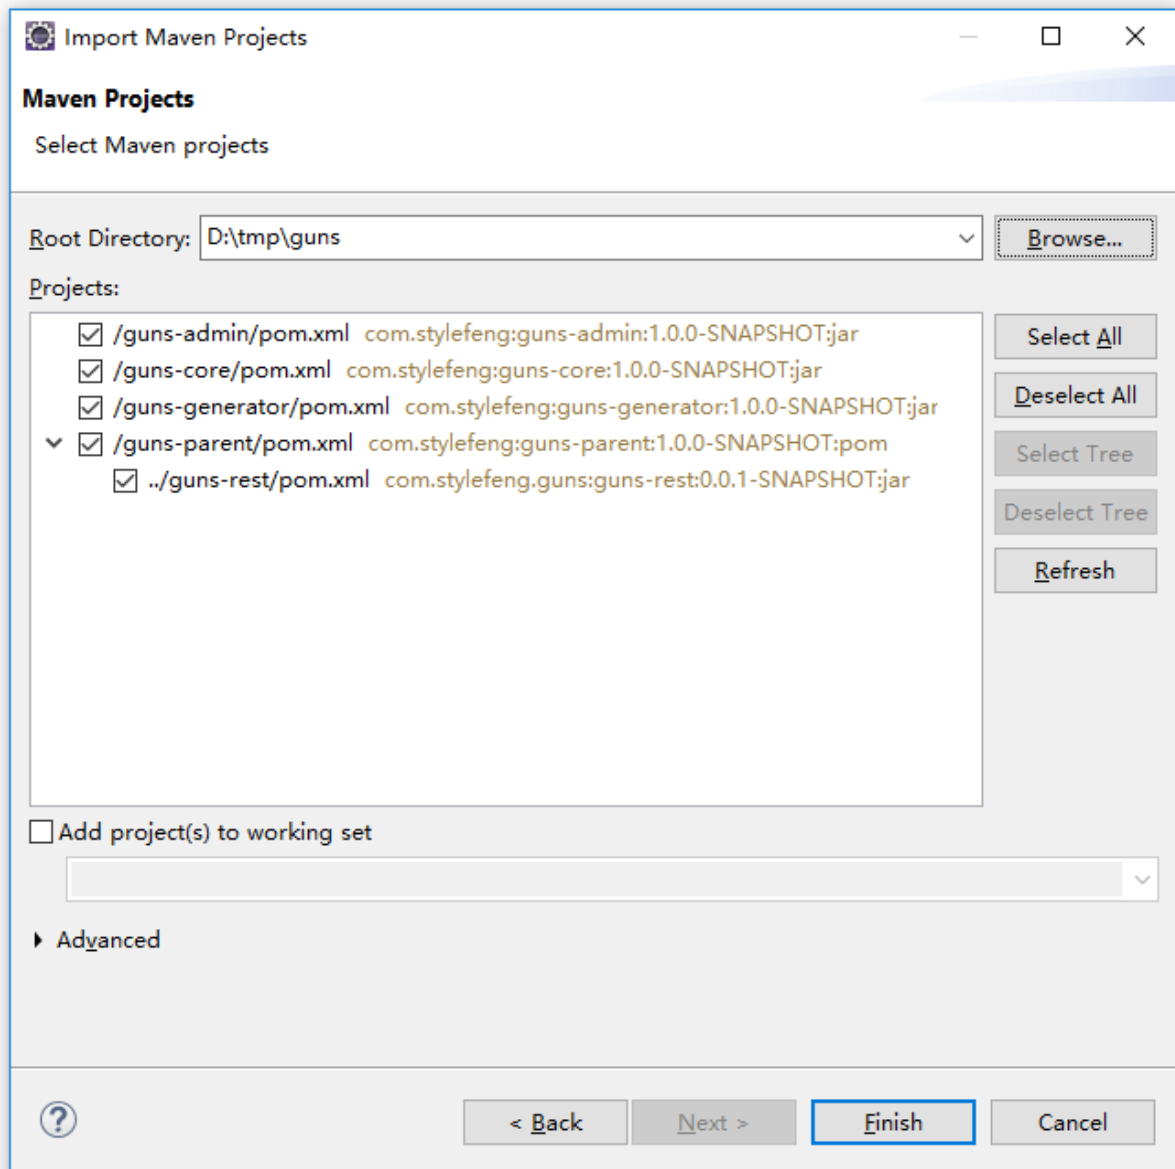 Import Maven Projects
Maven Projects
Select Maven projects
Root Directory: D:\tmp\guns Browse...
Projects:
/guns-admin/pom.xml com.stylefeng:guns-admin:1.0.0-SNAPSHOT:jar
/guns-core/pom.xml com.stylefeng:guns-core:1.0.0-SNAPSHOT:jar
/guns-generator/pom.xml com.stylefeng:guns-generator:1.0.0-SNAPSHOT:jar
/guns-parent/pom.xml com.stylefeng:guns-parent:1.0.0-SNAPSHOT:pom
../guns-rest/pom.xml com.stylefeng.guns:guns-rest:0.0.1-SNAPSHOT:jar
Select All
Deselect All
Select Tree
Deselect Tree
Refresh
Add project(s) to working set
Advanced
? < Back Next > Finish Cancel